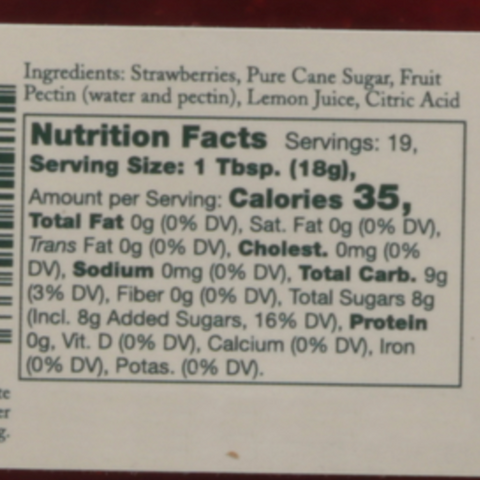 Ingredients: Strawberries, Pure Cane Sugar, Fruit
Pectin (water and pectin), Lemon Juice, Citric Acid
Nutrition Facts Servings: 19,
Serving Size: 1 Tbsp. (18g),
Amount per Serving: Calories 35,
Total Fat 0g (0% DV), Sat. Fat 0g (0% DV),
Trans Fat 0g (0% DV), Cholest. 0mg (0%
DV), Sodium 0mg (0% DV), Total Carb. 9g
(3% DV), Fiber 0g (0% DV), Total Sugars 8g
(Incl. 8g Added Sugars, 16% DV), Protein
0g, Vit. D (0% DV), Calcium (0% DV), Iron
(0% DV), Potas. (0% DV).